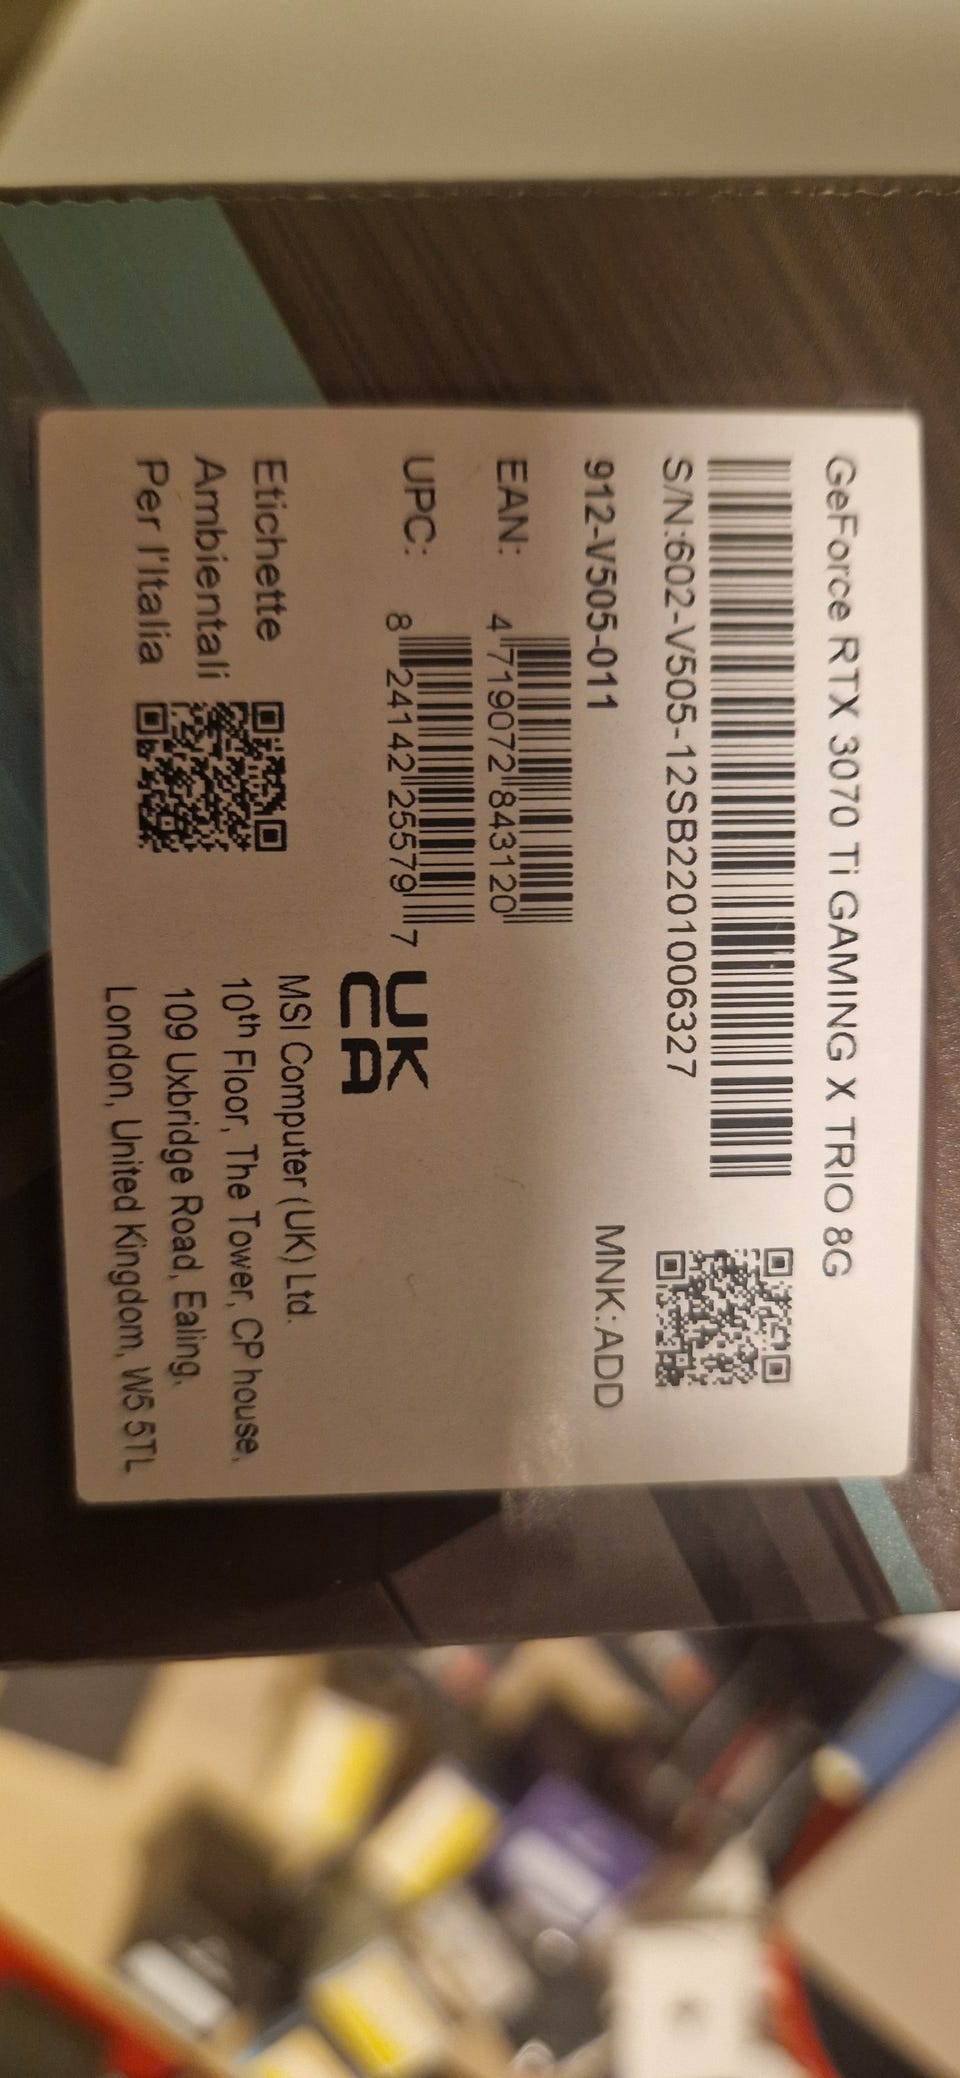 GeForce RTX 3070 Ti GAMING X TRIO 8G
S/N:602-V505-12SB2201006327
912-V505-011
MNK:ADD
EAN: 4 719072 843120
UPC: 8 24142 25579 7
UK
CA
Etichette
Ambientali
Per l'Italia
MSI Computer (UK) Ltd.
10th Floor, The Tower, CP house,
109 Uxbridge Road, Ealing,
London, United Kingdom, W5 5TL